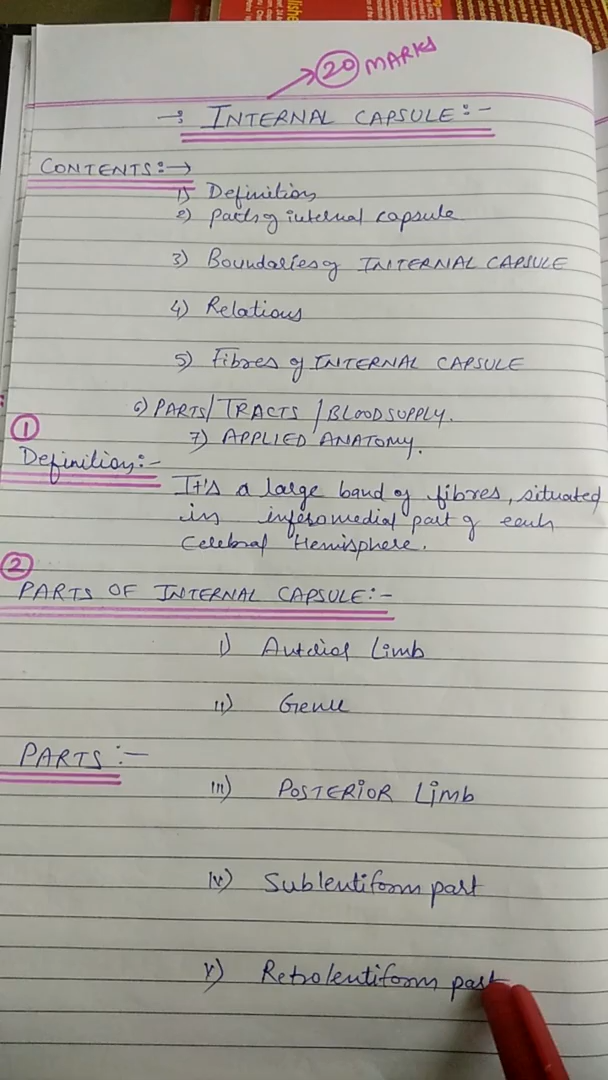 20 MARKS
-: INTERNAL CAPSULE:-
CONTENTS:→
1) Definition
2) Parts of internal capsule
3) Boundaries of INTERNAL CAPSULE
4) Relations
5) Fibres of INTERNAL CAPSULE
6) PARTS/TRACTS/BLOODSUPPLY.
7) APPLIED ANATOMY.
1
Definition:-
It's a large band of fibres, situated
in inferomedial part of each
Cerebral Hemisphere.
2
PARTS OF INTERNAL CAPSULE:-
i) Anterior Limb
ii) Genu
PARTS:-
iii) POSTERIOR Limb
iv) Sublentiform part
v) Retrolentiform part